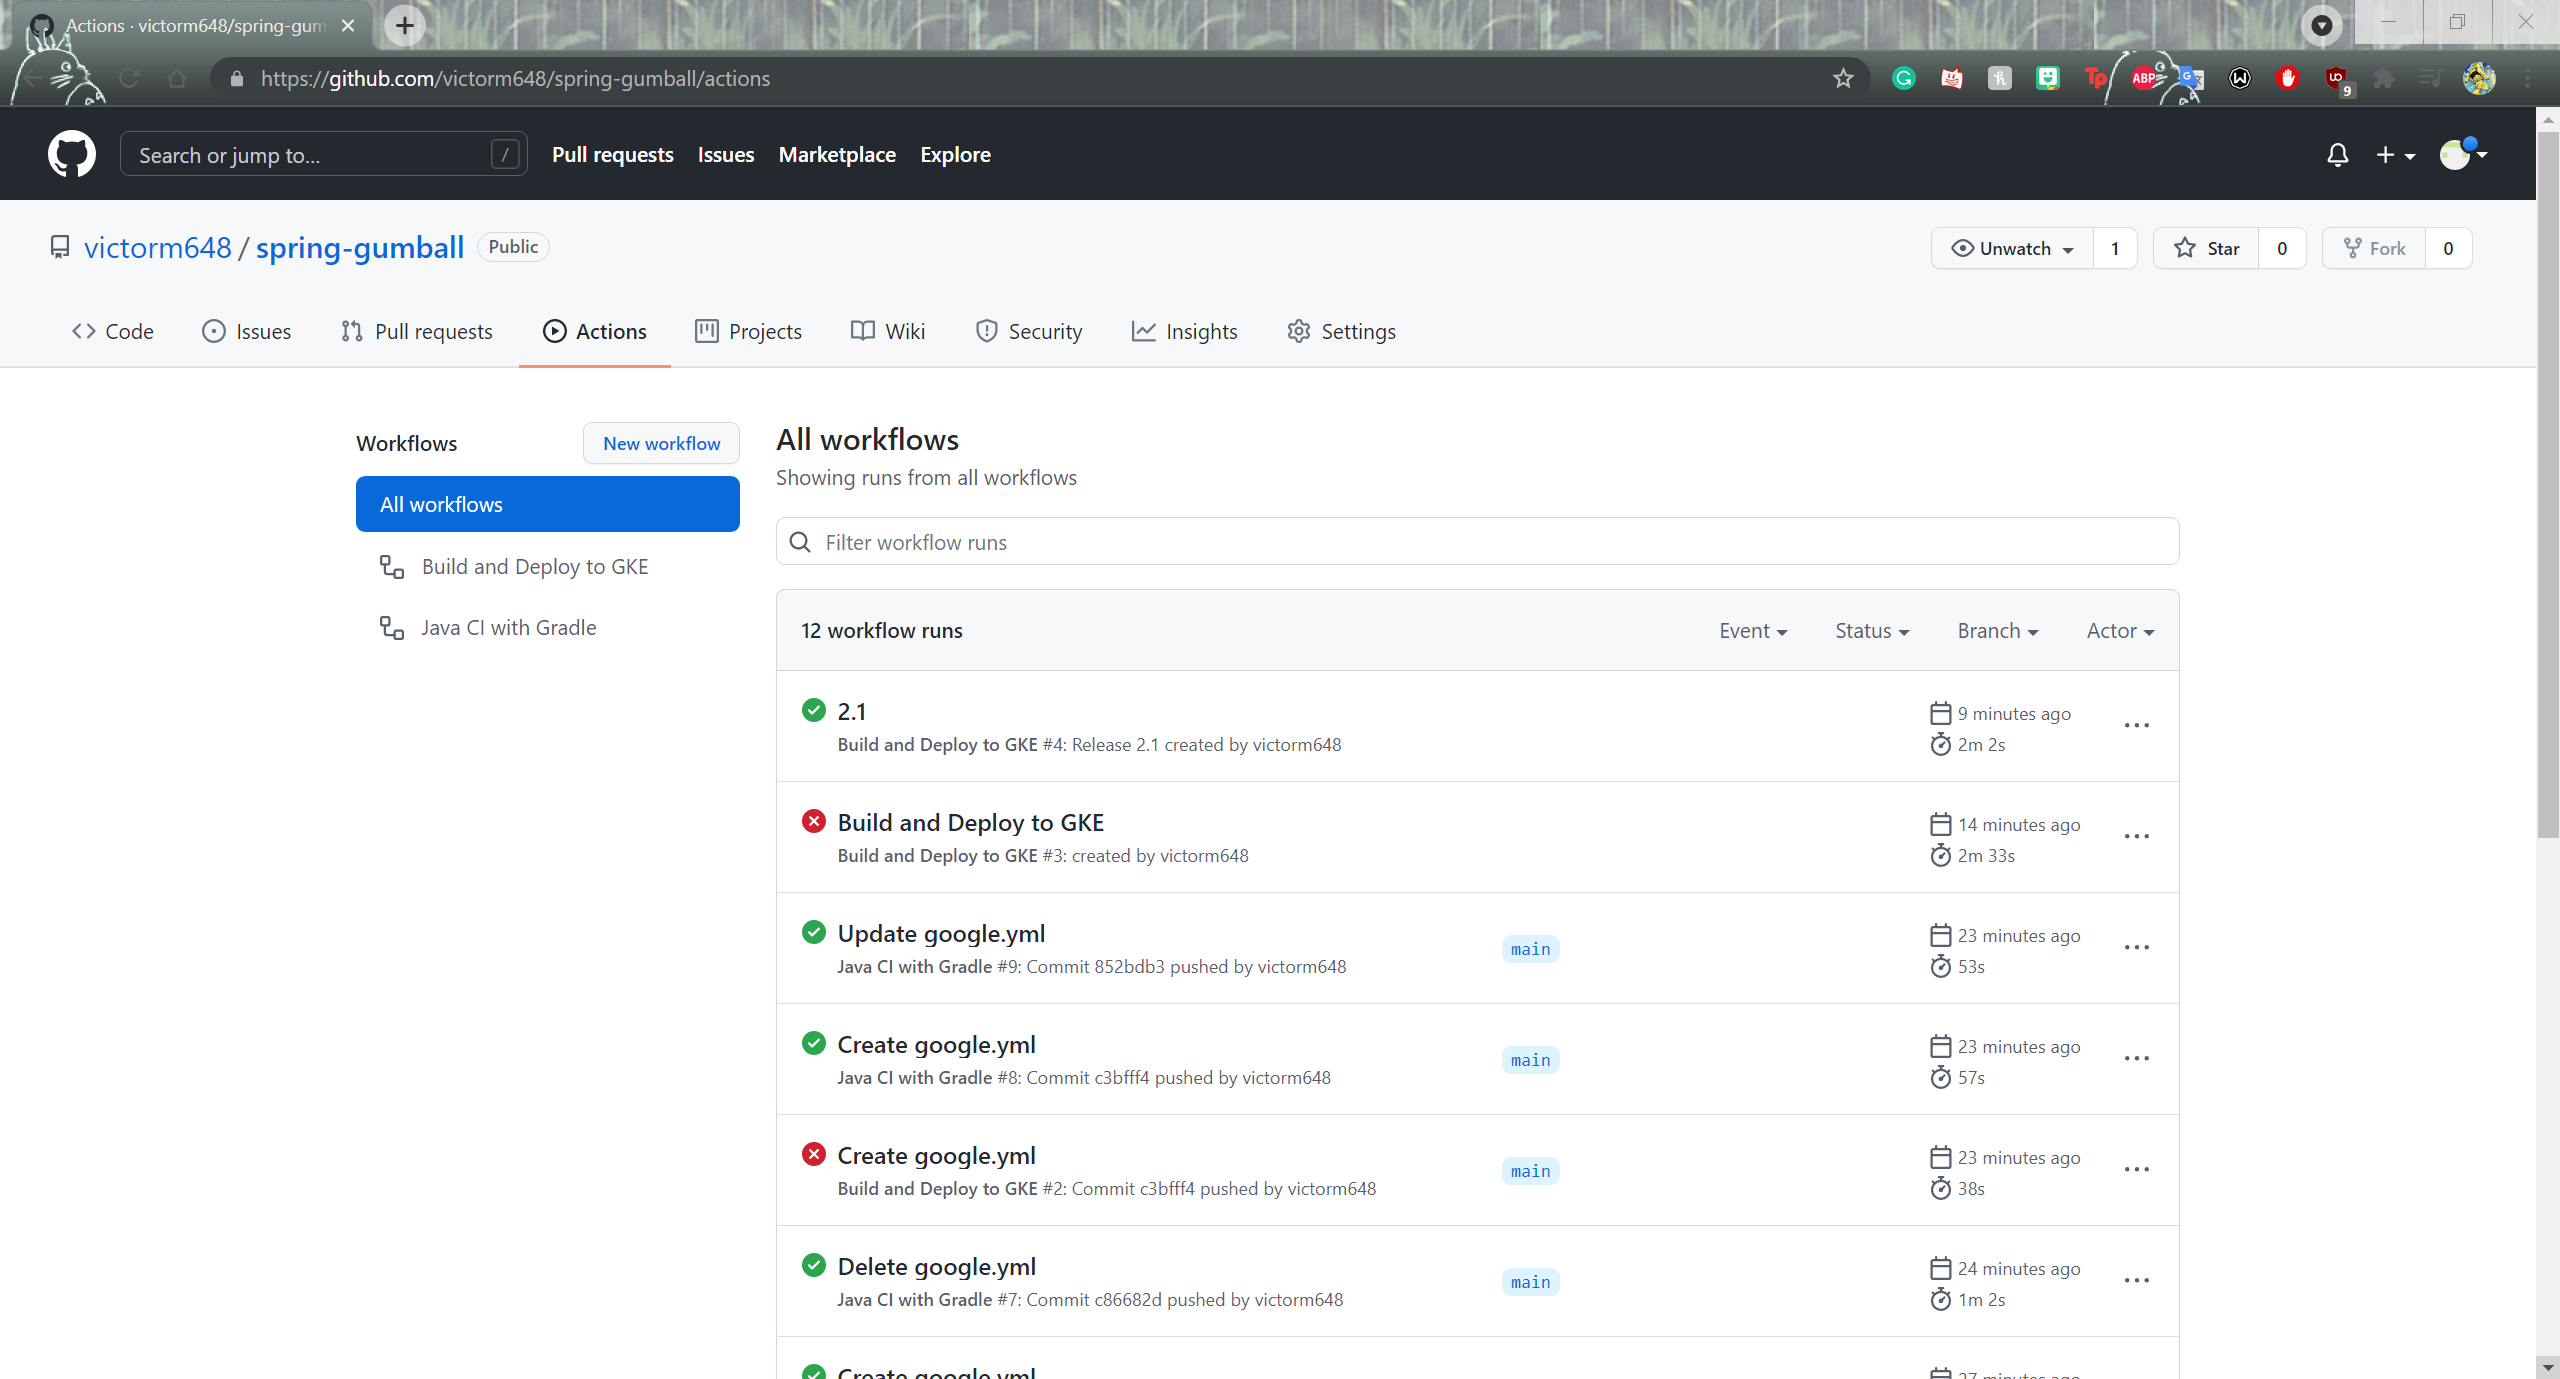 Actions · victorm648/spring-gum
https://github.com/victorm648/spring-gumball/actions
Tp
ABP
9
Search or jump to...
/
Pull requests
Issues
Marketplace
Explore
victorm648 / spring-gumball
Public
Unwatch
1
Star
0
Fork
0
Code
Issues
Pull requests
Actions
Projects
Wiki
Security
Insights
Settings
Workflows
New workflow
All workflows
Build and Deploy to GKE
Java CI with Gradle
All workflows
Showing runs from all workflows
Filter workflow runs
12 workflow runs
Event
Status
Branch
Actor
2.1
Build and Deploy to GKE #4: Release 2.1 created by victorm648
9 minutes ago
2m 2s
Build and Deploy to GKE
Build and Deploy to GKE #3: created by victorm648
14 minutes ago
2m 33s
Update google.yml
Java CI with Gradle #9: Commit 852bdb3 pushed by victorm648
main
23 minutes ago
53s
Create google.yml
Java CI with Gradle #8: Commit c3bfff4 pushed by victorm648
main
23 minutes ago
57s
Create google.yml
Build and Deploy to GKE #2: Commit c3bfff4 pushed by victorm648
main
23 minutes ago
38s
Delete google.yml
Java CI with Gradle #7: Commit c86682d pushed by victorm648
main
24 minutes ago
1m 2s
Create google.yml
27 minutes ago